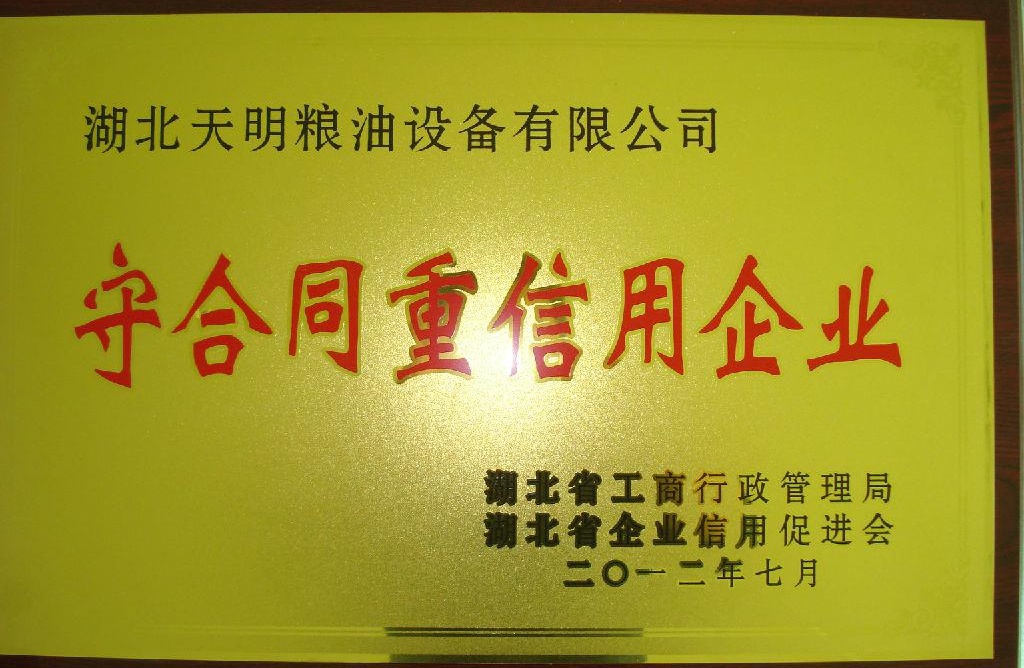 湖北天明粮油设备有限公司
守合同重信用企业
湖北省工商行政管理局
湖北省企业信用促进会
二〇一二年七月